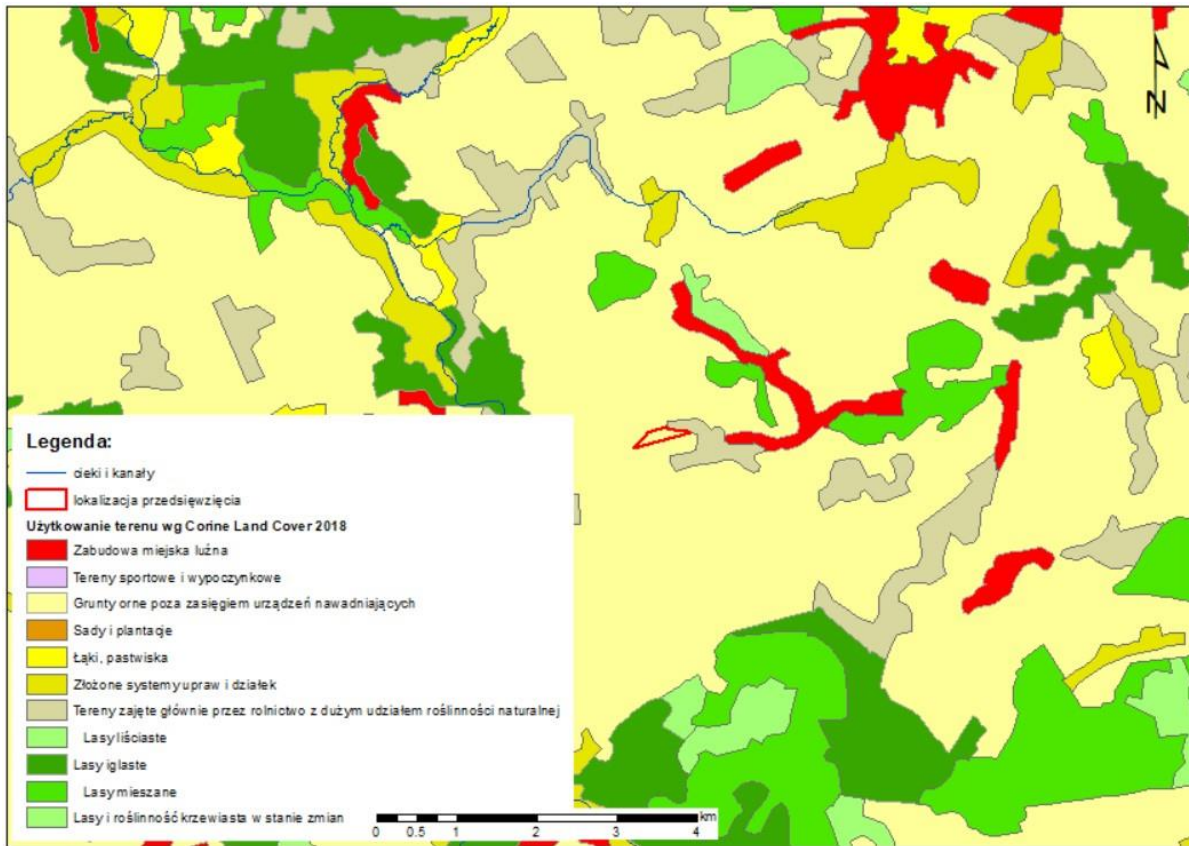 N
Legenda:
cieki i kanały
lokalizacja przedsięwzięcia
Użytkowanie terenu wg Corine Land Cover 2018
Zabudowa miejska luźna
Tereny sportowe i wypoczynkowe
Grunty orne poza zasięgiem urządzeń nawadniających
Sady i plantacje
Łąki, pastwiska
Złożone systemy upraw i działek
Tereny zajęte głównie przez rolnictwo z dużym udziałem roślinności naturalnej
Lasy liściaste
Lasy iglaste
Lasy mieszane
Lasy i roślinność krzewiasta w stanie zmian
km
0 0.5 1 2 3 4